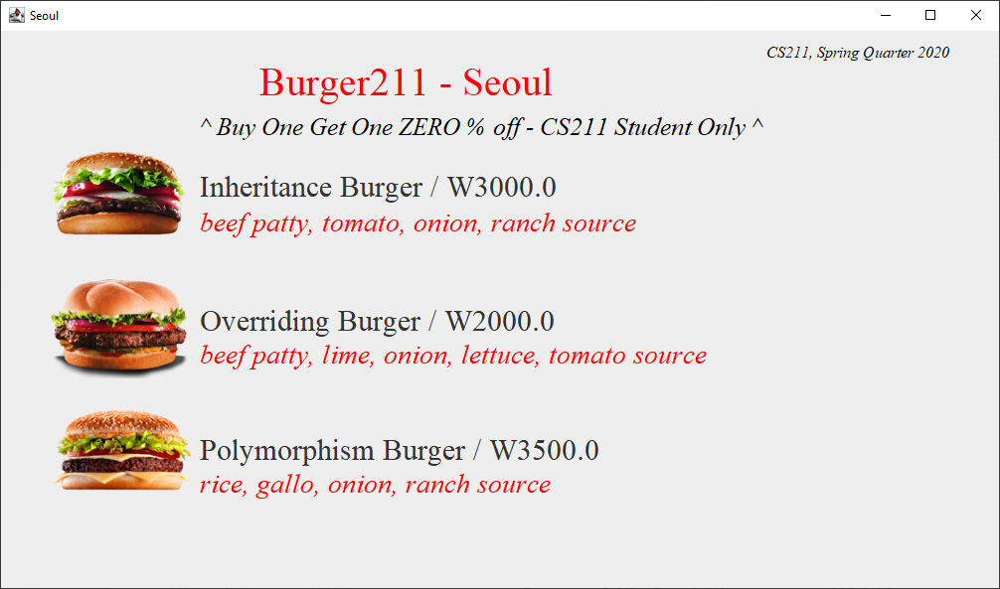 Seoul
CS211, Spring Quarter 2020
Burger211 - Seoul
^ Buy One Get One ZERO % off - CS211 Student Only ^
Inheritance Burger / W3000.0
beef patty, tomato, onion, ranch source
Overriding Burger / W2000.0
beef patty, lime, onion, lettuce, tomato source
Polymorphism Burger / W3500.0
rice, gallo, onion, ranch source